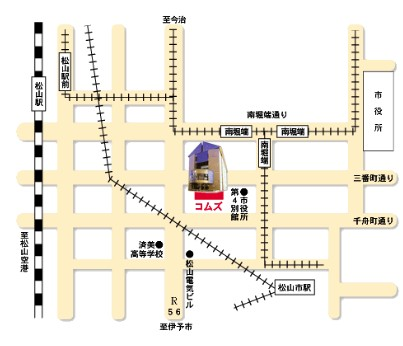 至今治
松山駅
松山駅前
南堀端通り
市役所
南堀端
南堀端
南堀端
三番町通り
コムズ
●市役所
第4別館
千舟町通り
至松山空港
済美●
高等学校
●松山電気ビル
松山市駅
R
56
至伊予市